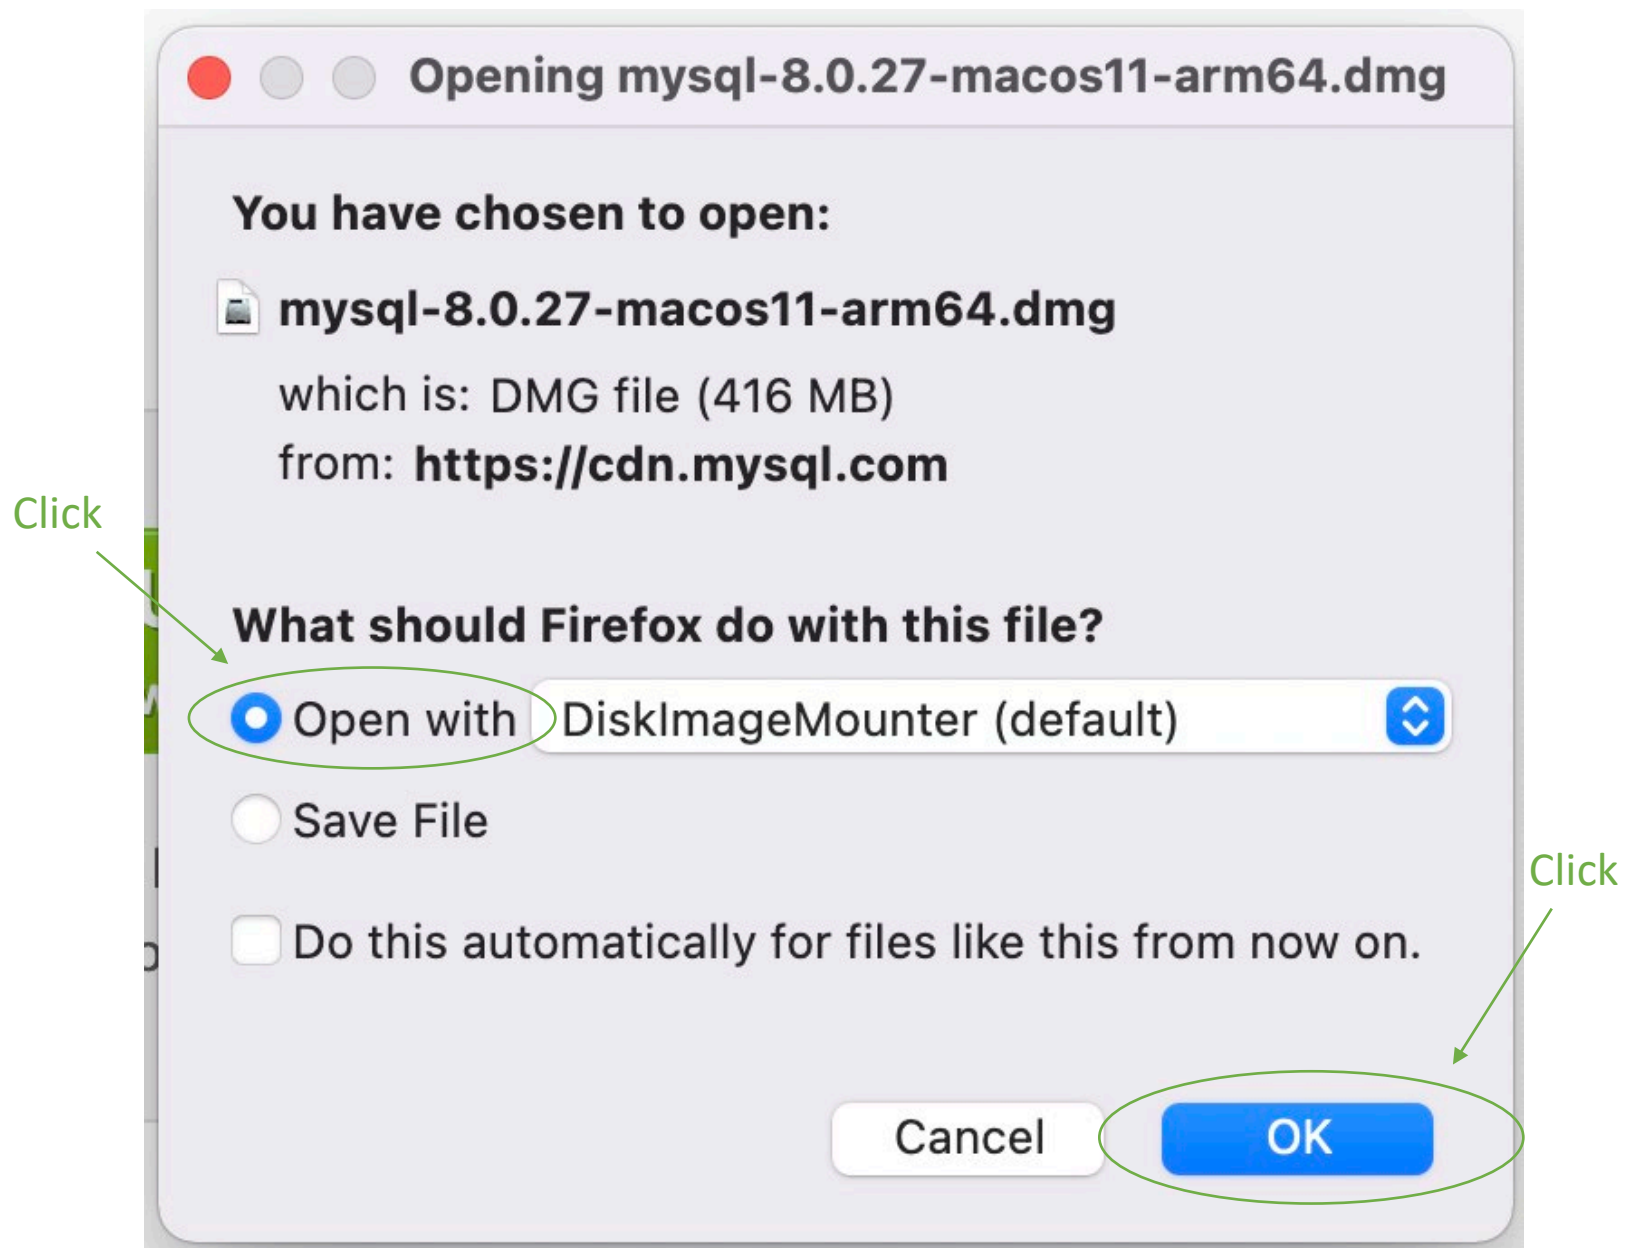 Opening mysql-8.0.27-macos11-arm64.dmg
You have chosen to open:
mysql-8.0.27-macos11-arm64.dmg
which is: DMG file (416 MB)
from: https://cdn.mysql.com
Click
What should Firefox do with this file?
Open with DiskImageMounter (default)
Save File
Click
Do this automatically for files like this from now on.
Cancel OK